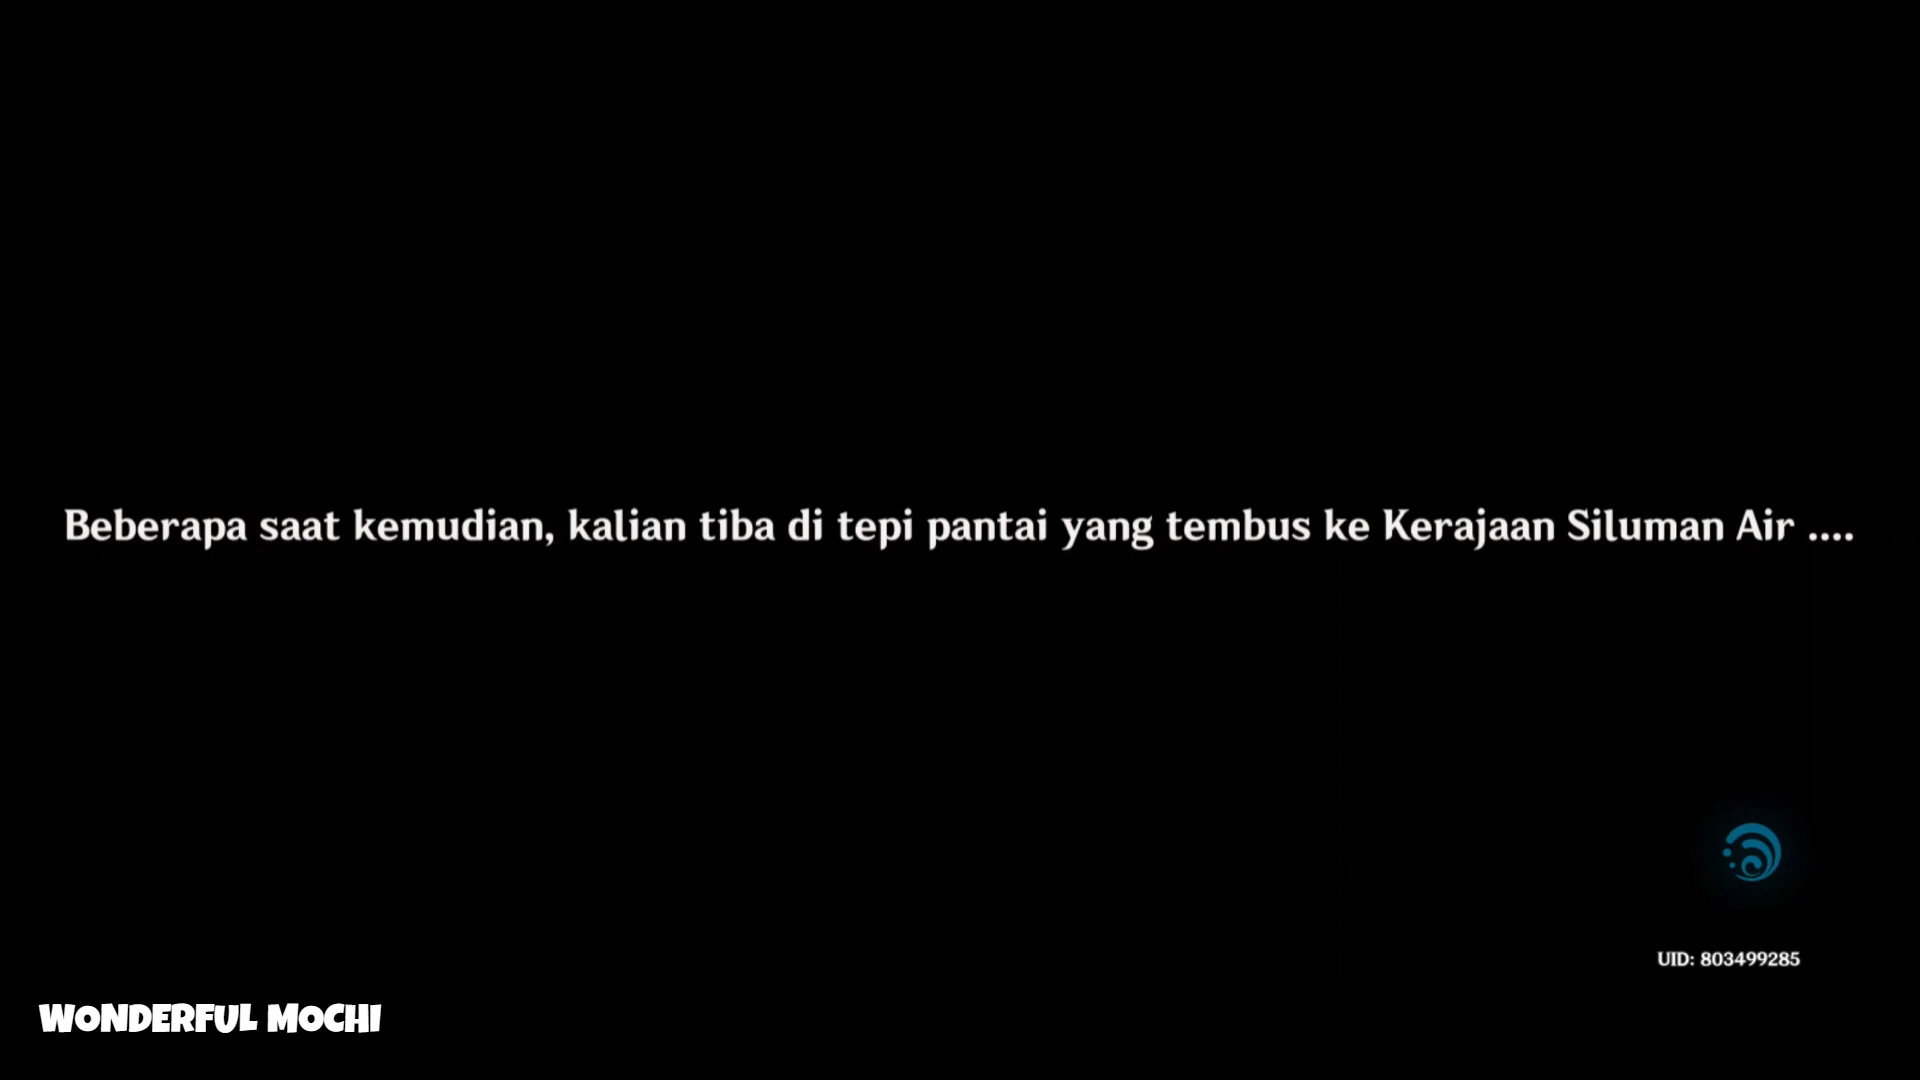 Beberapa saat kemudian, kalian tiba di tepi pantai yang tembus ke Kerajaan Siluman Air ....
UID: 803499285
WONDERFUL MOCHI